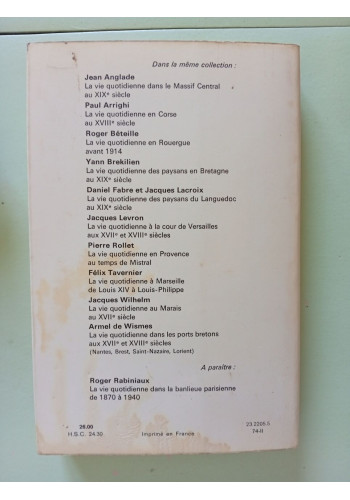 Dans la même collection :
Jean Anglade
La vie quotidienne dans le Massif Central
au XIXᵉ siècle
Paul Arrighi
La vie quotidienne en Corse
au XVIIIᵉ siècle
Roger Béteille
La vie quotidienne en Rouergue
avant 1914
Yann Brekilien
La vie quotidienne des paysans en Bretagne
au XIXᵉ siècle
Daniel Fabre et Jacques Lacroix
La vie quotidienne des paysans du Languedoc
au XIXᵉ siècle
Jacques Levron
La vie quotidienne à la cour de Versailles
aux XVIIᵉ et XVIIIᵉ siècles
Pierre Rollet
La vie quotidienne en Provence
au temps de Mistral
Félix Tavernier
La vie quotidienne à Marseille
de Louis XIV à Louis-Philippe
Jacques Wilhelm
La vie quotidienne au Marais
au XVIIᵉ siècle
Armel de Wismes
La vie quotidienne dans les ports bretons
aux XVIIᵉ et XVIIIᵉ siècles
(Nantes, Brest, Saint-Nazaire, Lorient)
A paraître :
Roger Rabiniaux
La vie quotidienne dans la banlieue parisienne
de 1870 à 1940
Imprimé en France